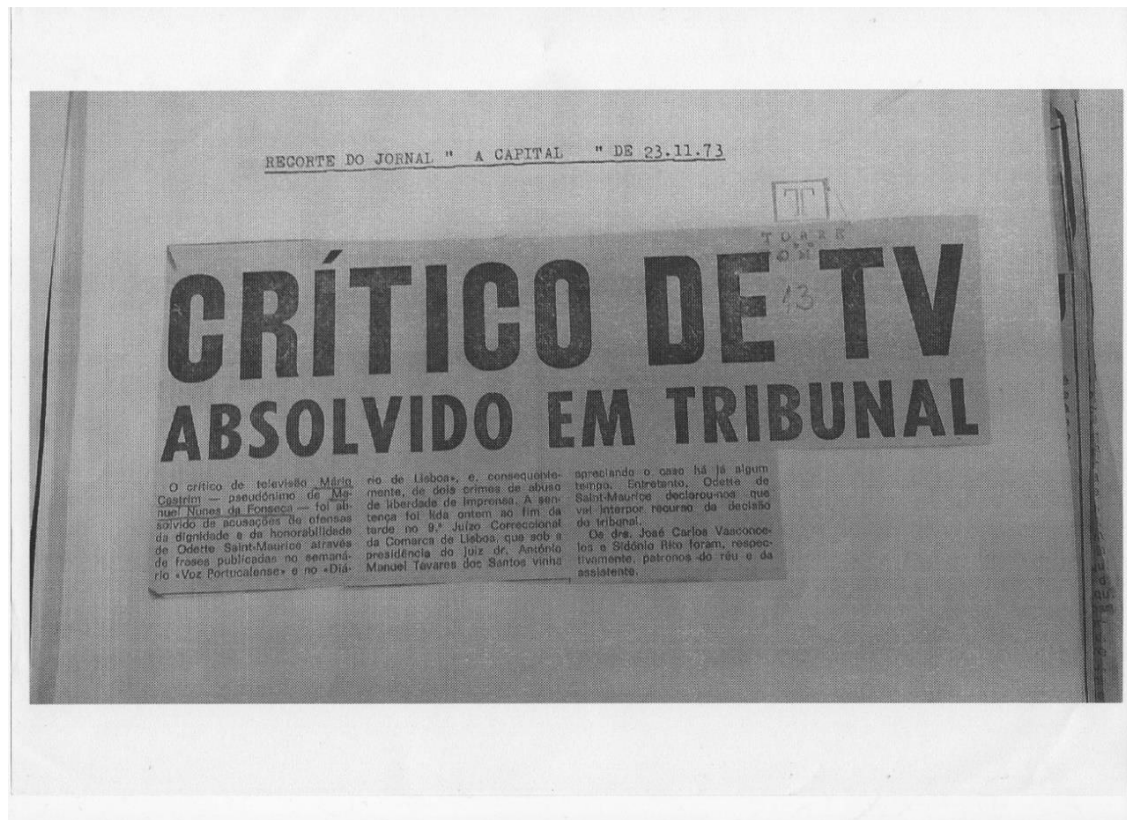 RECORTE DO JORNAL " A CAPITAL " DE 23.11.73
TORRE
13
CRÍTICO DE TV
ABSOLVIDO EM TRIBUNAL
O crítico de televisão Mário
Castrim — pseudónimo de Ma-
nuel Nunes da Fonseca — foi ab-
solvido de acusações de ofensas
da dignidade e da honorabilidade
de Odette Saint-Maurice através
de frases publicadas no semaná-
rio «Voz Portucalense» e no «Diá-
rio de Lisboa», e, consequente-
mente, de dois crimes de abuso
de liberdade de Imprensa. A sen-
tença foi lida ontem ao fim da
tarde no 9.º Juízo Correccional
da Comarca de Lisboa, que sob a
presidência do juiz dr. António
Manuel Tavares dos Santos vinha
apreciando o caso há já algum
tempo. Entretanto, Odette de
Saint-Maurice declarou-nos que
vai interpor recurso da decisão
do tribunal.
Os drs. José Carlos Vasconce-
los e Sidónio Rito foram, respec-
tivamente, patronos do réu e da
assistente.